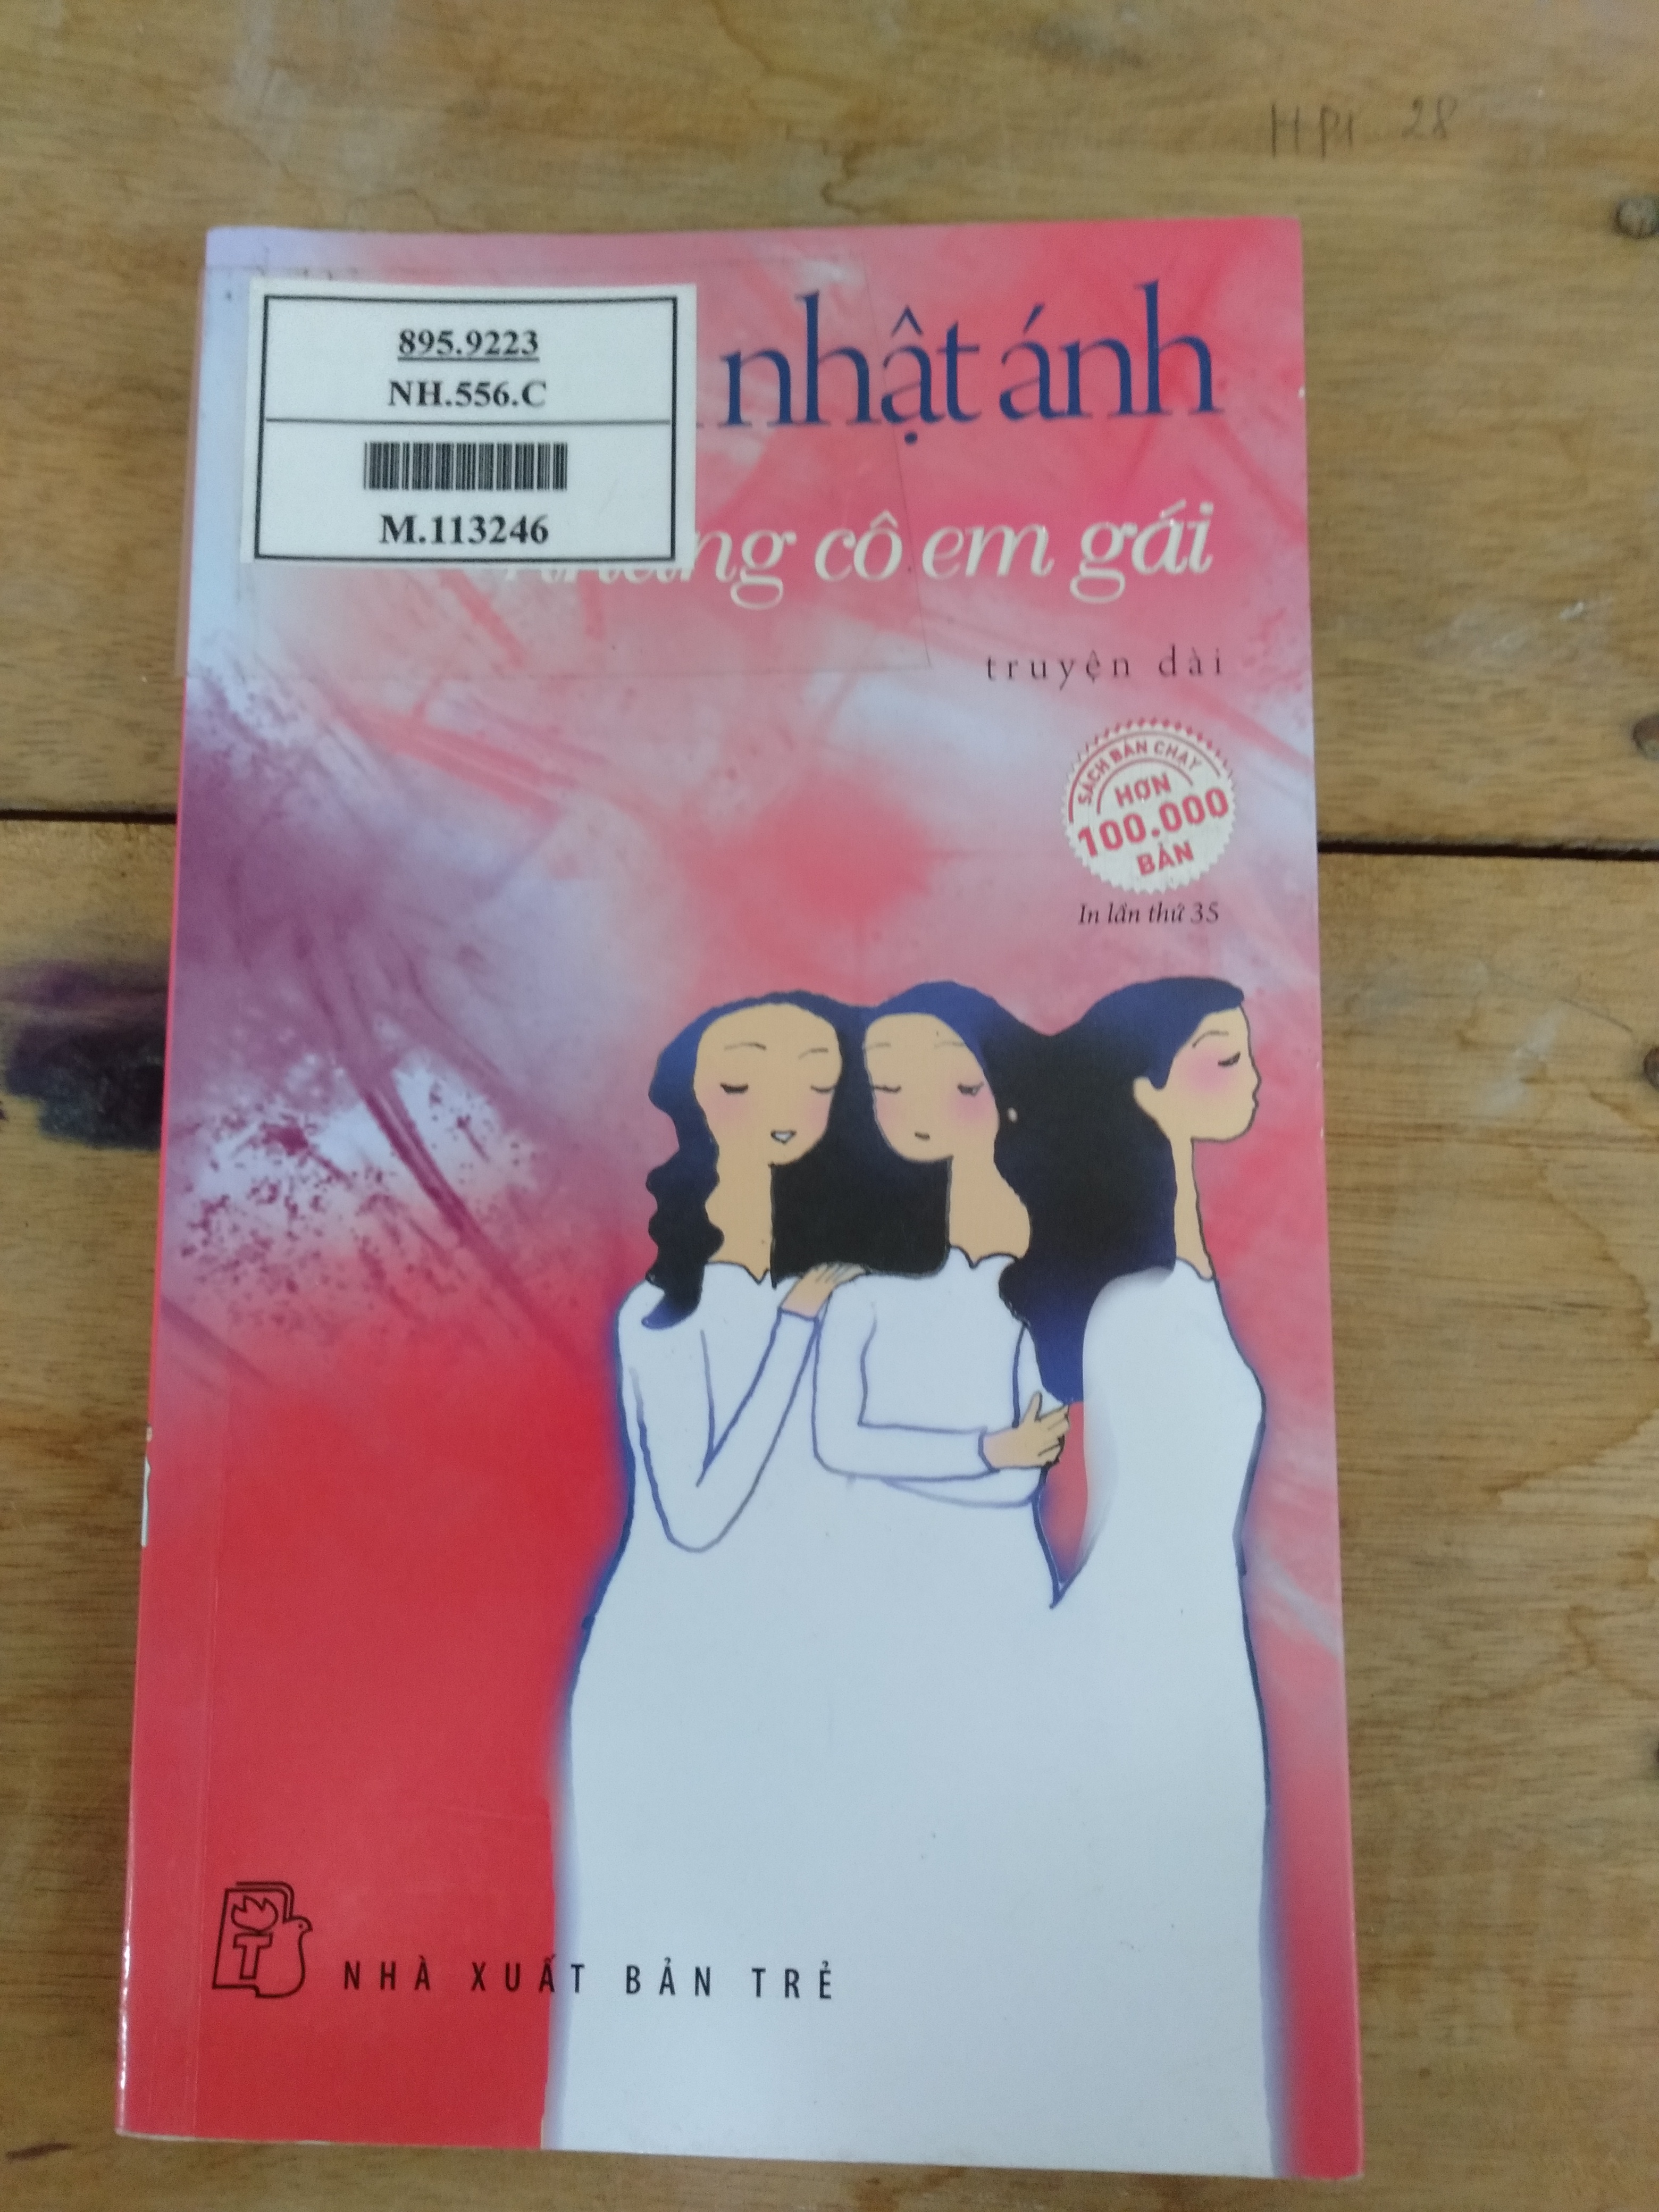 HPI 28
895.9223
NH.556.C
M.113246
nhật ánh
cô em gái
truyện dài
SÁCH BÁN CHẠY
HƠN
100.000
BẢN
In lần thứ 35
T
NHÀ XUẤT BẢN TRẺ